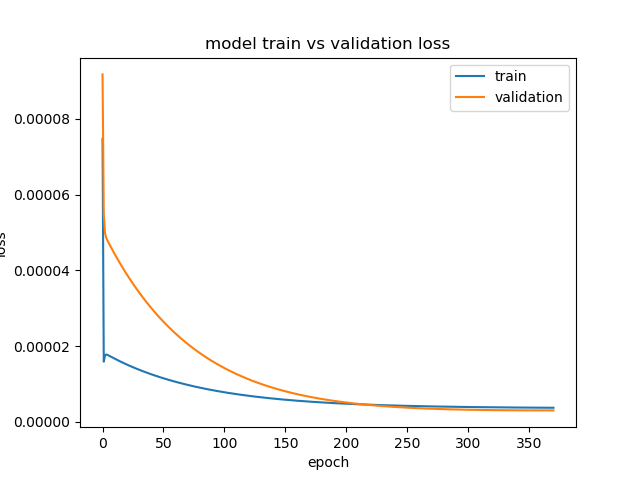 model train vs validation loss
train
validation
0.00008
0.00006
0.00004
0.00002
0.00000
loss
0 50 100 150 200 250 300 350
epoch